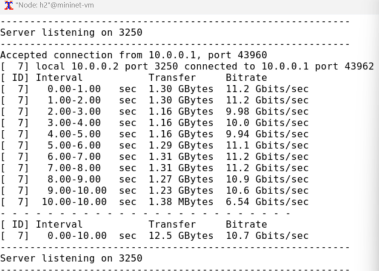 "Node: h2"@mininet-vm
-----------------------------------------------------------
Server listening on 3250
-----------------------------------------------------------
Accepted connection from 10.0.0.1, port 43960
[  7] local 10.0.0.2 port 3250 connected to 10.0.0.1 port 43962
[ ID] Interval           Transfer     Bitrate
[  7]   0.00-1.00   sec  1.30 GBytes  11.2 Gbits/sec
[  7]   1.00-2.00   sec  1.30 GBytes  11.2 Gbits/sec
[  7]   2.00-3.00   sec  1.16 GBytes  9.98 Gbits/sec
[  7]   3.00-4.00   sec  1.16 GBytes  10.0 Gbits/sec
[  7]   4.00-5.00   sec  1.16 GBytes  9.94 Gbits/sec
[  7]   5.00-6.00   sec  1.29 GBytes  11.1 Gbits/sec
[  7]   6.00-7.00   sec  1.31 GBytes  11.2 Gbits/sec
[  7]   7.00-8.00   sec  1.31 GBytes  11.2 Gbits/sec
[  7]   8.00-9.00   sec  1.27 GBytes  10.9 Gbits/sec
[  7]   9.00-10.00  sec  1.23 GBytes  10.6 Gbits/sec
[  7]  10.00-10.00  sec  1.38 MBytes  6.54 Gbits/sec
- - - - - - - - - - - - - - - - - - - - - - - - -
[ ID] Interval           Transfer     Bitrate
[  7]   0.00-10.00  sec  12.5 GBytes  10.7 Gbits/sec
-----------------------------------------------------------
Server listening on 3250
-----------------------------------------------------------